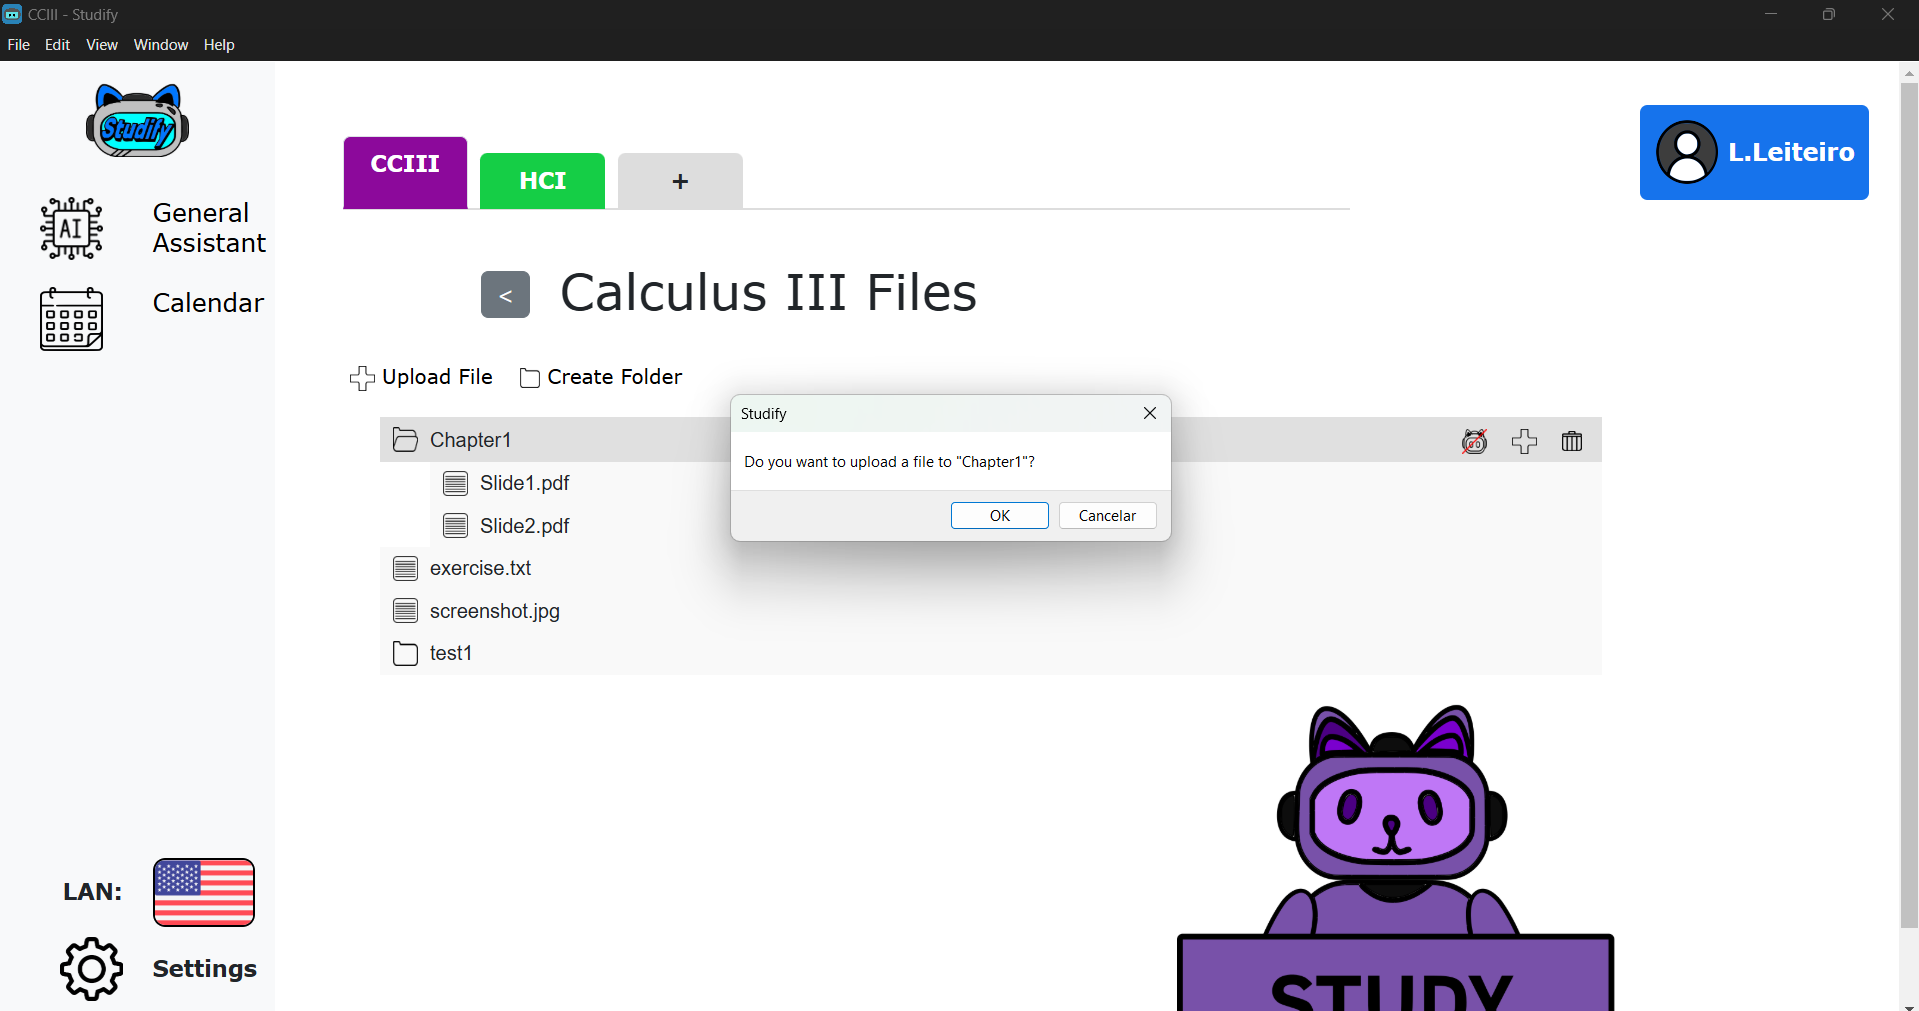 CCIII - Studify
File Edit View Window Help
Studify
General
Assistant
Calendar
AI
CCIII
HCI
+
L.Leiteiro
< Calculus III Files
Upload File Create Folder
Chapter1
Slide1.pdf
Slide2.pdf
exercise.txt
screenshot.jpg
test1
Studify
Do you want to upload a file to "Chapter1"?
OK Cancelar
LAN:
Settings
STUDY